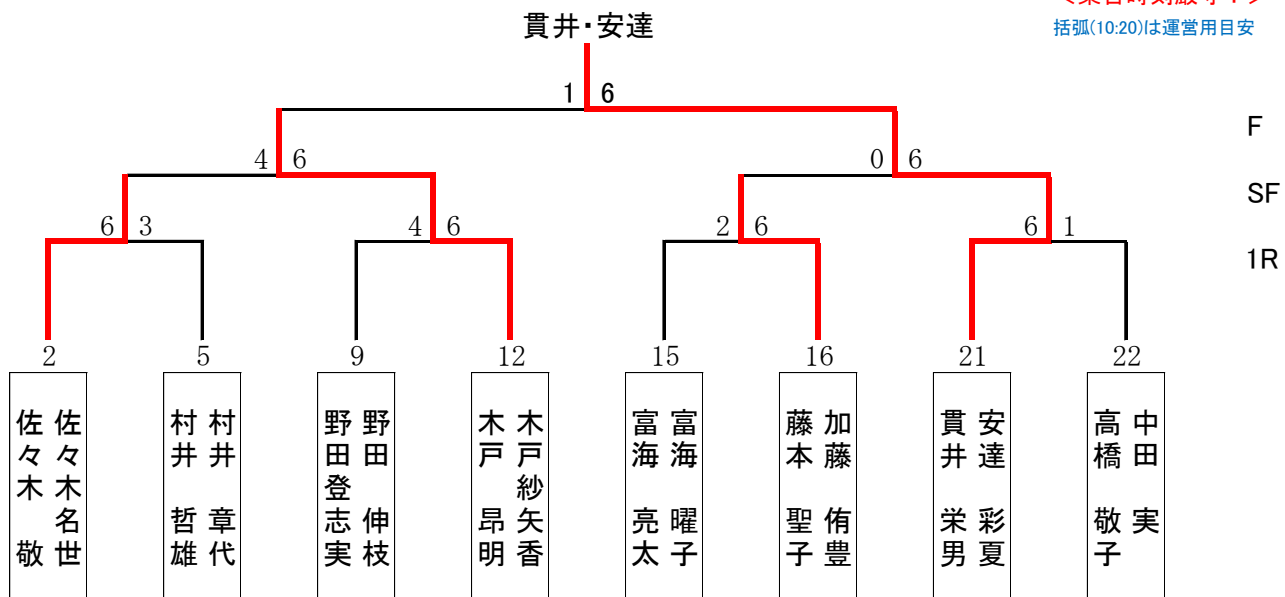 貫井・安達
括弧(10:20)は運営用目安
1 6
F
4 6
0 6
SF
6 3
4 6
2 6
6 1
1R
2
5
9
12
15
16
21
22
佐々木名世
佐々木 敬
村井 章代
村井 哲雄
野田 伸枝
野田登志実
木戸紗矢香
木戸 昂明
富海 曜子
富海 亮太
加藤 侑豊
藤本 聖子
安達 彩夏
貫井 栄男
中田 実
高橋 敬子